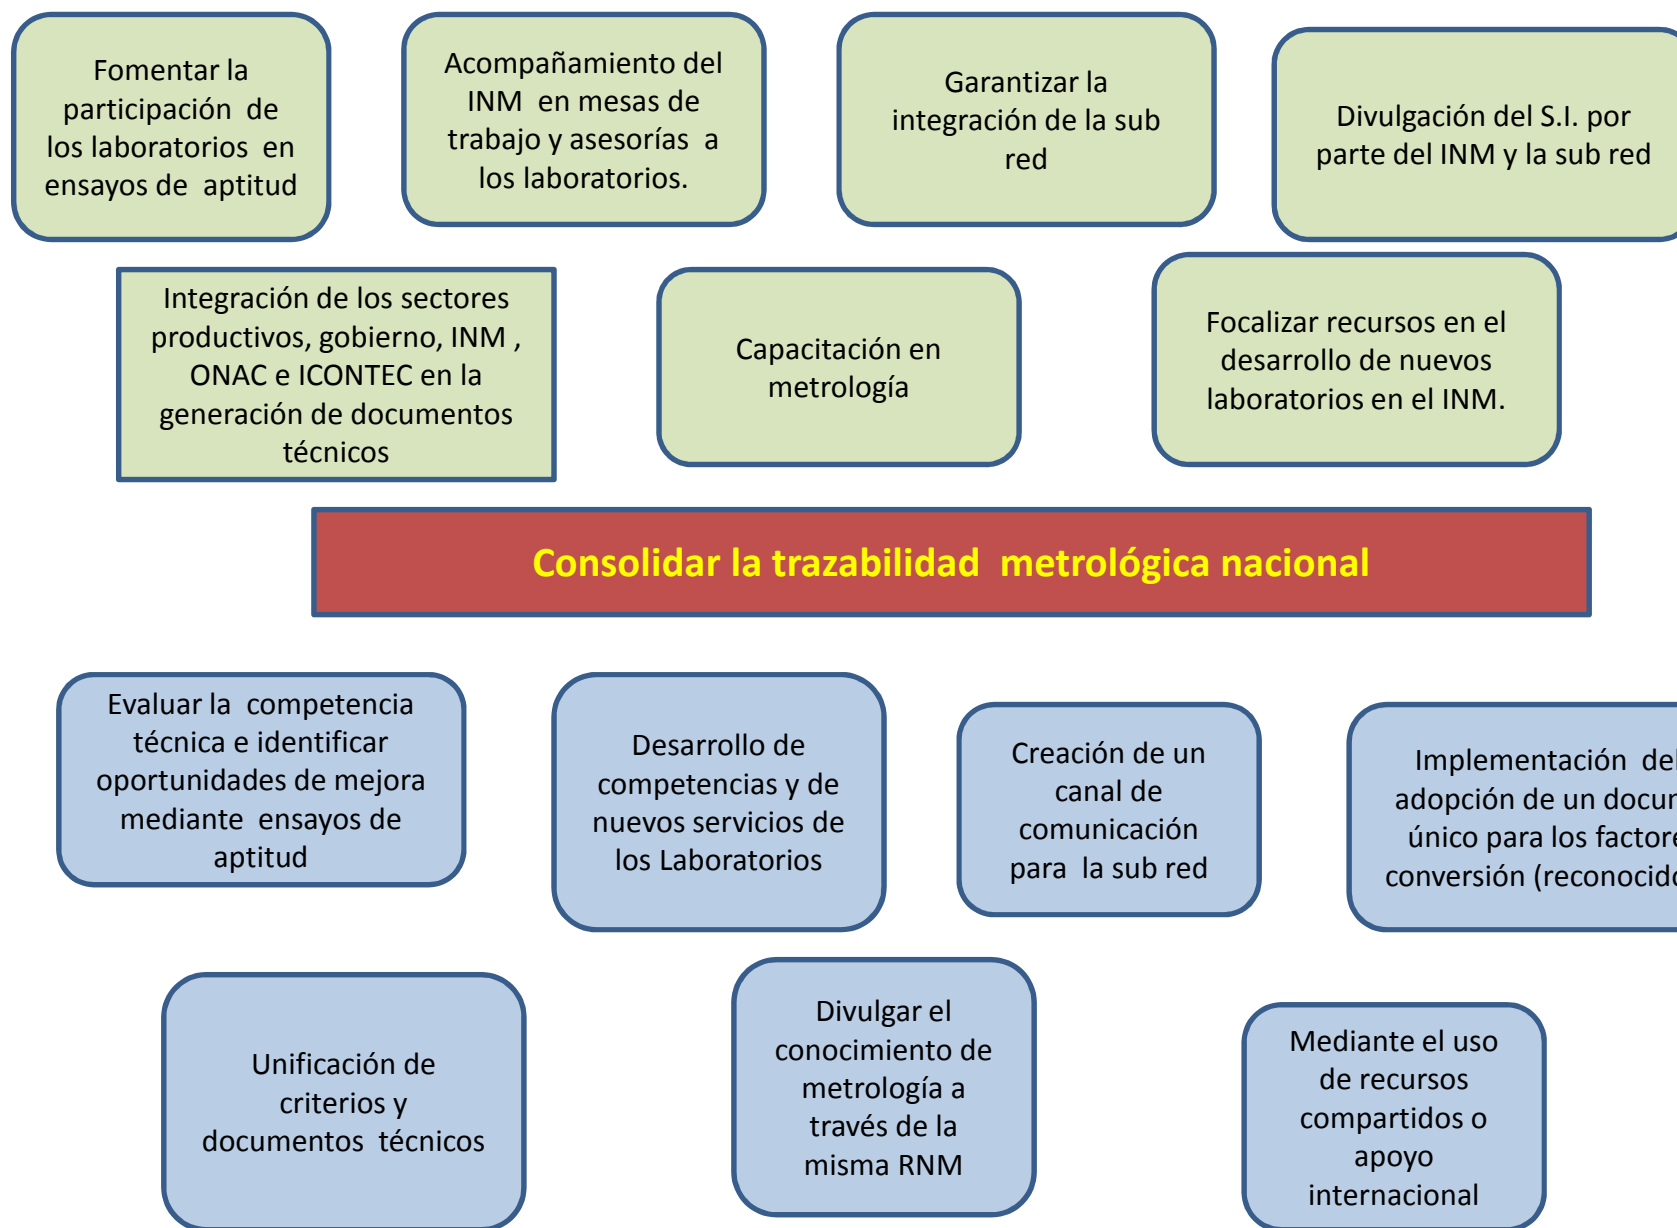 Fomentar la
participación de
los laboratorios en
ensayos de aptitud
Acompañamiento del
INM en mesas de
trabajo y asesorías a
los laboratorios.
Garantizar la
integración de la sub
red
Divulgación del S.I. por
parte del INM y la sub red
Integración de los sectores
productivos, gobierno, INM ,
ONAC e ICONTEC en la
generación de documentos
técnicos
Capacitación en
metrología
Focalizar recursos en el
desarrollo de nuevos
laboratorios en el INM.
Consolidar la trazabilidad metrológica nacional
Evaluar la competencia
técnica e identificar
oportunidades de mejora
mediante ensayos de
aptitud
Desarrollo de
competencias y de
nuevos servicios de
los Laboratorios
Creación de un
canal de
comunicación
para la sub red
Implementación
adopción de un
único para los
conversión
Unificación de
criterios y
documentos técnicos
Divulgar el
conocimiento de
metrología a
través de la
misma RNM
Mediante el uso
de recursos
compartidos o
apoyo
internacional